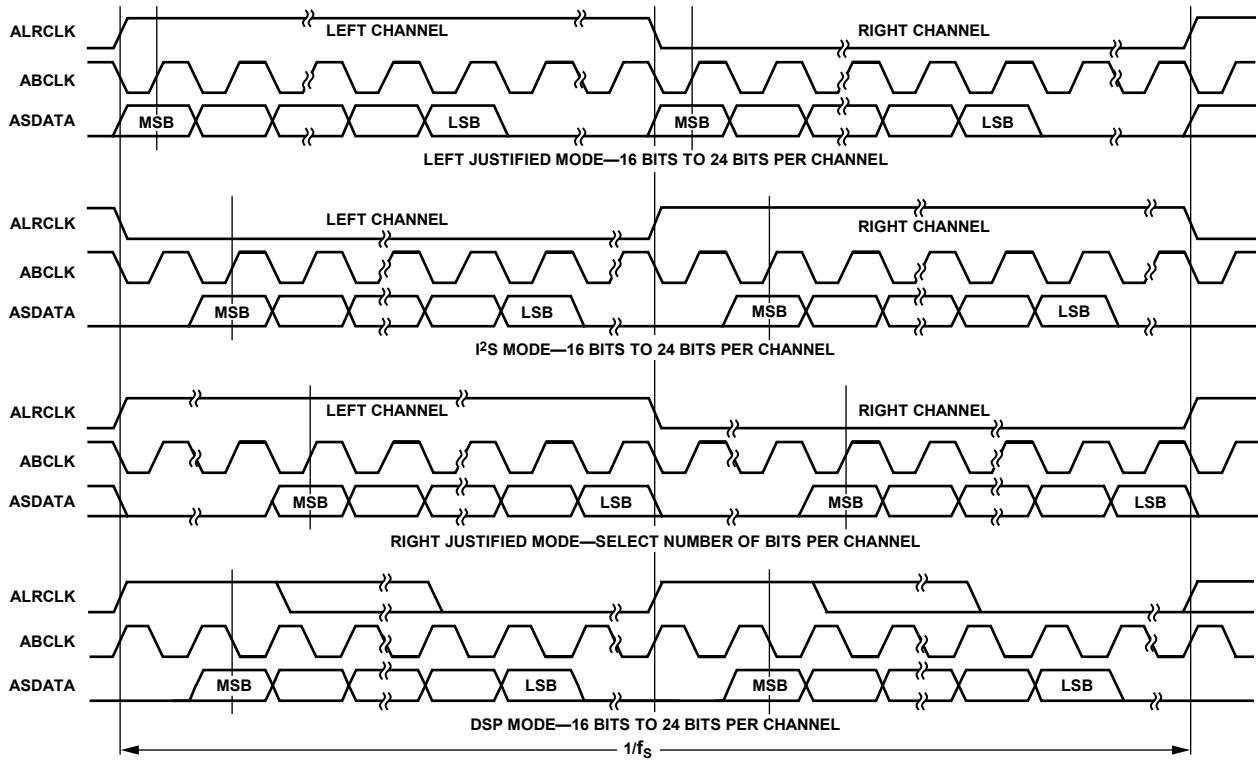 ALRCLK LEFT CHANNEL RIGHT CHANNEL
ABCLK
ASDATA MSB LSB MSB LSB
LEFT JUSTIFIED MODE—16 BITS TO 24 BITS PER CHANNEL
ALRCLK LEFT CHANNEL RIGHT CHANNEL
ABCLK
ASDATA MSB LSB MSB LSB
I²S MODE—16 BITS TO 24 BITS PER CHANNEL
ALRCLK LEFT CHANNEL RIGHT CHANNEL
ABCLK
ASDATA MSB LSB MSB LSB
RIGHT JUSTIFIED MODE—SELECT NUMBER OF BITS PER CHANNEL
ALRCLK
ABCLK
ASDATA MSB LSB MSB LSB
DSP MODE—16 BITS TO 24 BITS PER CHANNEL
1/fS